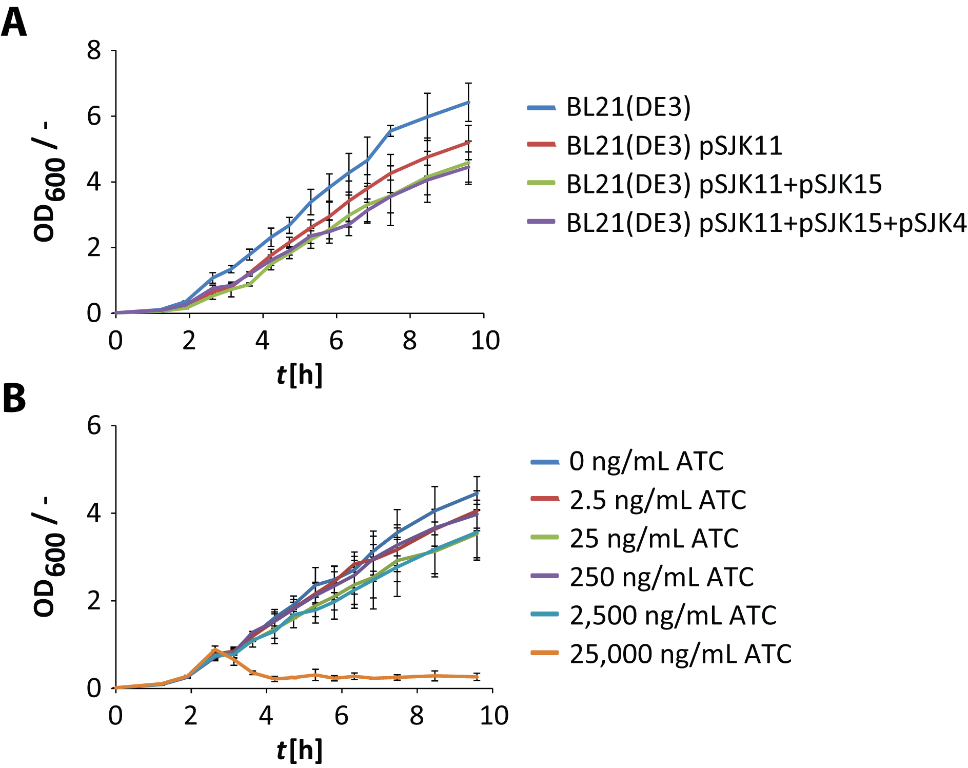 A
8
6
4
2
0
OD600 / -
0 2 4 6 8 10
t [h]
BL21(DE3)
BL21(DE3) pSJK11
BL21(DE3) pSJK11+pSJK15
BL21(DE3) pSJK11+pSJK15+pSJK4
B
6
4
2
0
OD600 / -
0 2 4 6 8 10
t [h]
0 ng/mL ATC
2.5 ng/mL ATC
25 ng/mL ATC
250 ng/mL ATC
2,500 ng/mL ATC
25,000 ng/mL ATC